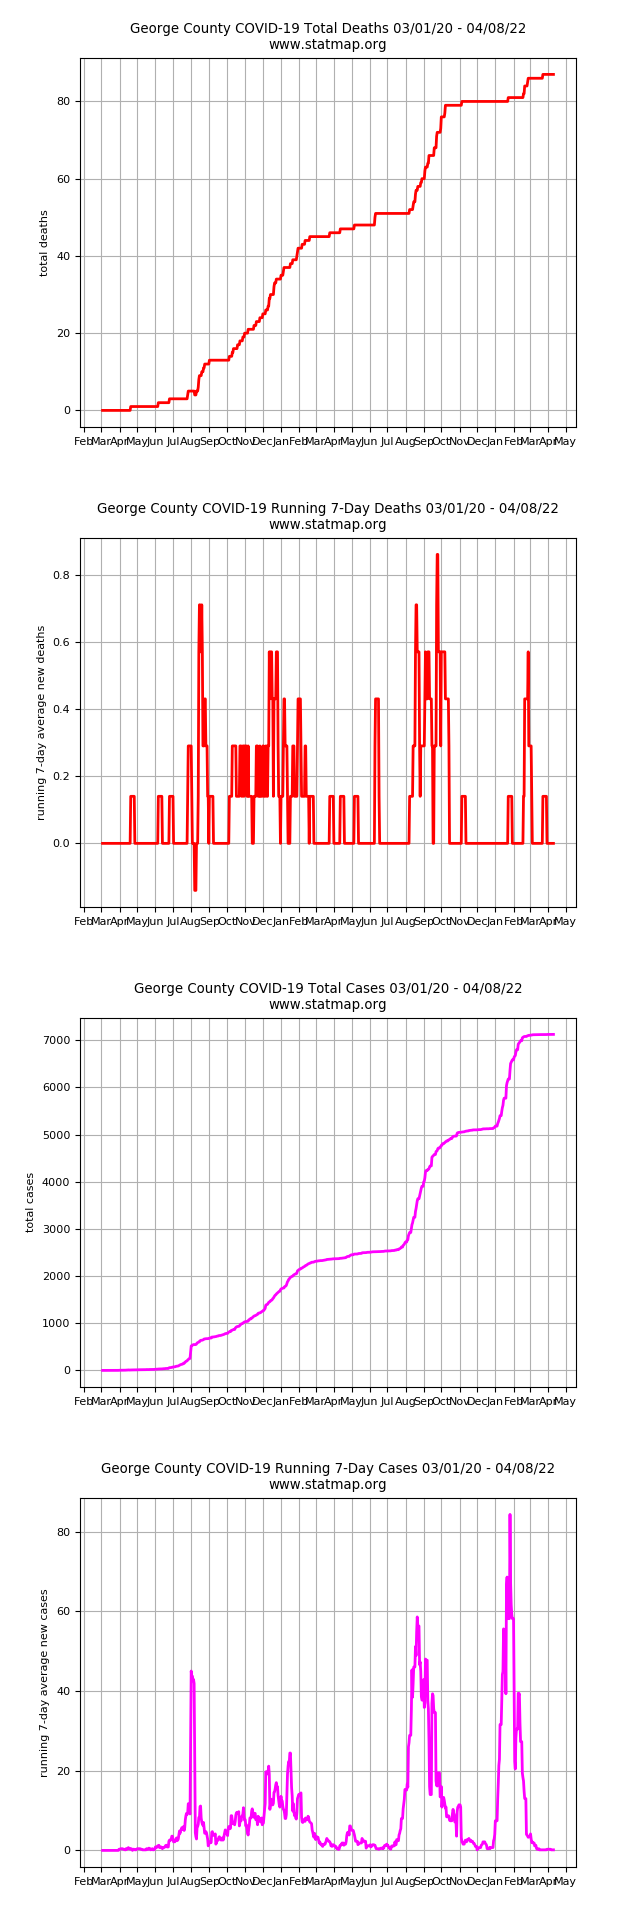 George County COVID-19 Total Deaths 03/01/20 - 04/08/22
www.statmap.org
total deaths
80
60
40
20
0
Feb Mar Apr May Jun Jul Aug Sep Oct Nov Dec Jan Feb Mar Apr May Jun Jul Aug Sep Oct Nov Dec Jan Feb Mar Apr May
George County COVID-19 Running 7-Day Deaths 03/01/20 - 04/08/22
www.statmap.org
running 7-day average new deaths
0.8
0.6
0.4
0.2
0.0
Feb Mar Apr May Jun Jul Aug Sep Oct Nov Dec Jan Feb Mar Apr May Jun Jul Aug Sep Oct Nov Dec Jan Feb Mar Apr May
George County COVID-19 Total Cases 03/01/20 - 04/08/22
www.statmap.org
total cases
7000
6000
5000
4000
3000
2000
1000
0
Feb Mar Apr May Jun Jul Aug Sep Oct Nov Dec Jan Feb Mar Apr May Jun Jul Aug Sep Oct Nov Dec Jan Feb Mar Apr May
George County COVID-19 Running 7-Day Cases 03/01/20 - 04/08/22
www.statmap.org
running 7-day average new cases
80
60
40
20
0
Feb Mar Apr May Jun Jul Aug Sep Oct Nov Dec Jan Feb Mar Apr May Jun Jul Aug Sep Oct Nov Dec Jan Feb Mar Apr May